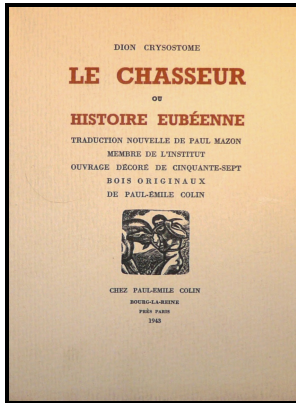 DION CRYSOSTOME
LE CHASSEUR
OU
HISTOIRE EUBÉENNE
TRADUCTION NOUVELLE DE PAUL MAZON
MEMBRE DE L'INSTITUT
OUVRAGE DÉCORÉ DE CINQUANTE-SEPT
BOIS ORIGINAUX
DE PAUL-ÉMILE COLIN
CHEZ PAUL-EMILE COLIN
BOURG-LA-REINE
PRÈS PARIS
1943